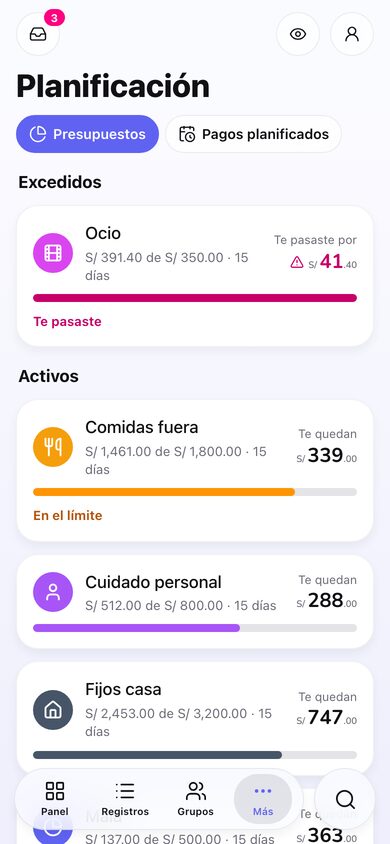 3
Planificación
Presupuestos
Pagos planificados
Excedidos
Ocio
Te pasaste por
S/ 391.40 de S/ 350.00 · 15
días
S/ 41.40
Te pasaste
Activos
Comidas fuera
Te quedan
S/ 1,461.00 de S/ 1,800.00 · 15
días
S/ 339.00
En el límite
Cuidado personal
Te quedan
S/ 512.00 de S/ 800.00 · 15 días
S/ 288.00
Fijos casa
Te quedan
S/ 2,453.00 de S/ 3,200.00 · 15
días
S/ 747.00
Panel
Registros
Grupos
Más
S/ 137.00 de S/ 500.00 · 15 días
S/ 363.00